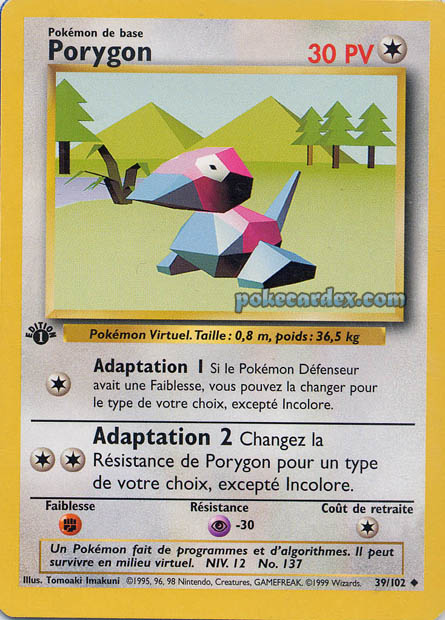 Pokémon de base
Porygon 30 PV
pokecardex.com
EDITION 1
Pokémon Virtuel. Taille : 0,8 m, poids : 36,5 kg
Adaptation 1 Si le Pokémon Défenseur
avait une Faiblesse, vous pouvez la changer pour
le type de votre choix, excepté Incolore.
Adaptation 2 Changez la
Résistance de Porygon pour un type
de votre choix, excepté Incolore.
Faiblesse Résistance Coût de retraite
-30
Un Pokémon fait de programmes et d'algorithmes. Il peut
survivre en milieu virtuel. NIV. 12 No. 137
Illus. Tomoaki Imakuni ©1995, 96, 98 Nintendo, Creatures, GAMEFREAK. ©1999 Wizards. 39/102